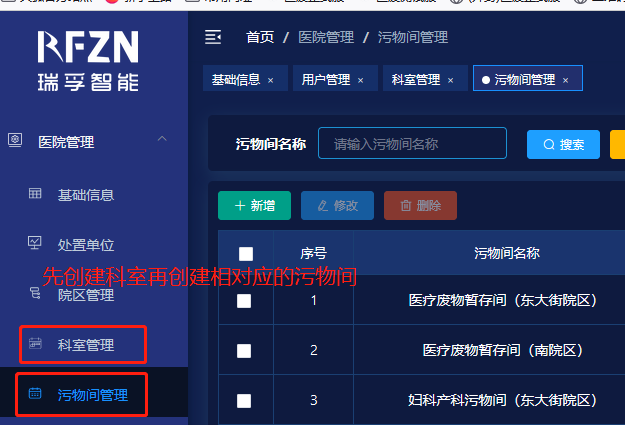 RFZN
瑞孚智能
首页 / 医院管理 / 污物间管理
基础信息 × 用户管理 × 科室管理 × 污物间管理 ×
医院管理
污物间名称 请输入污物间名称 搜索
基础信息
+ 新增 修改 删除
处置单位
序号 污物间名称
先创建科室再创建相对应的污物间
院区管理
1 医疗废物暂存间（东大街院区）
科室管理
2 医疗废物暂存间（南院区）
污物间管理
3 妇科产科污物间（东大街院区）